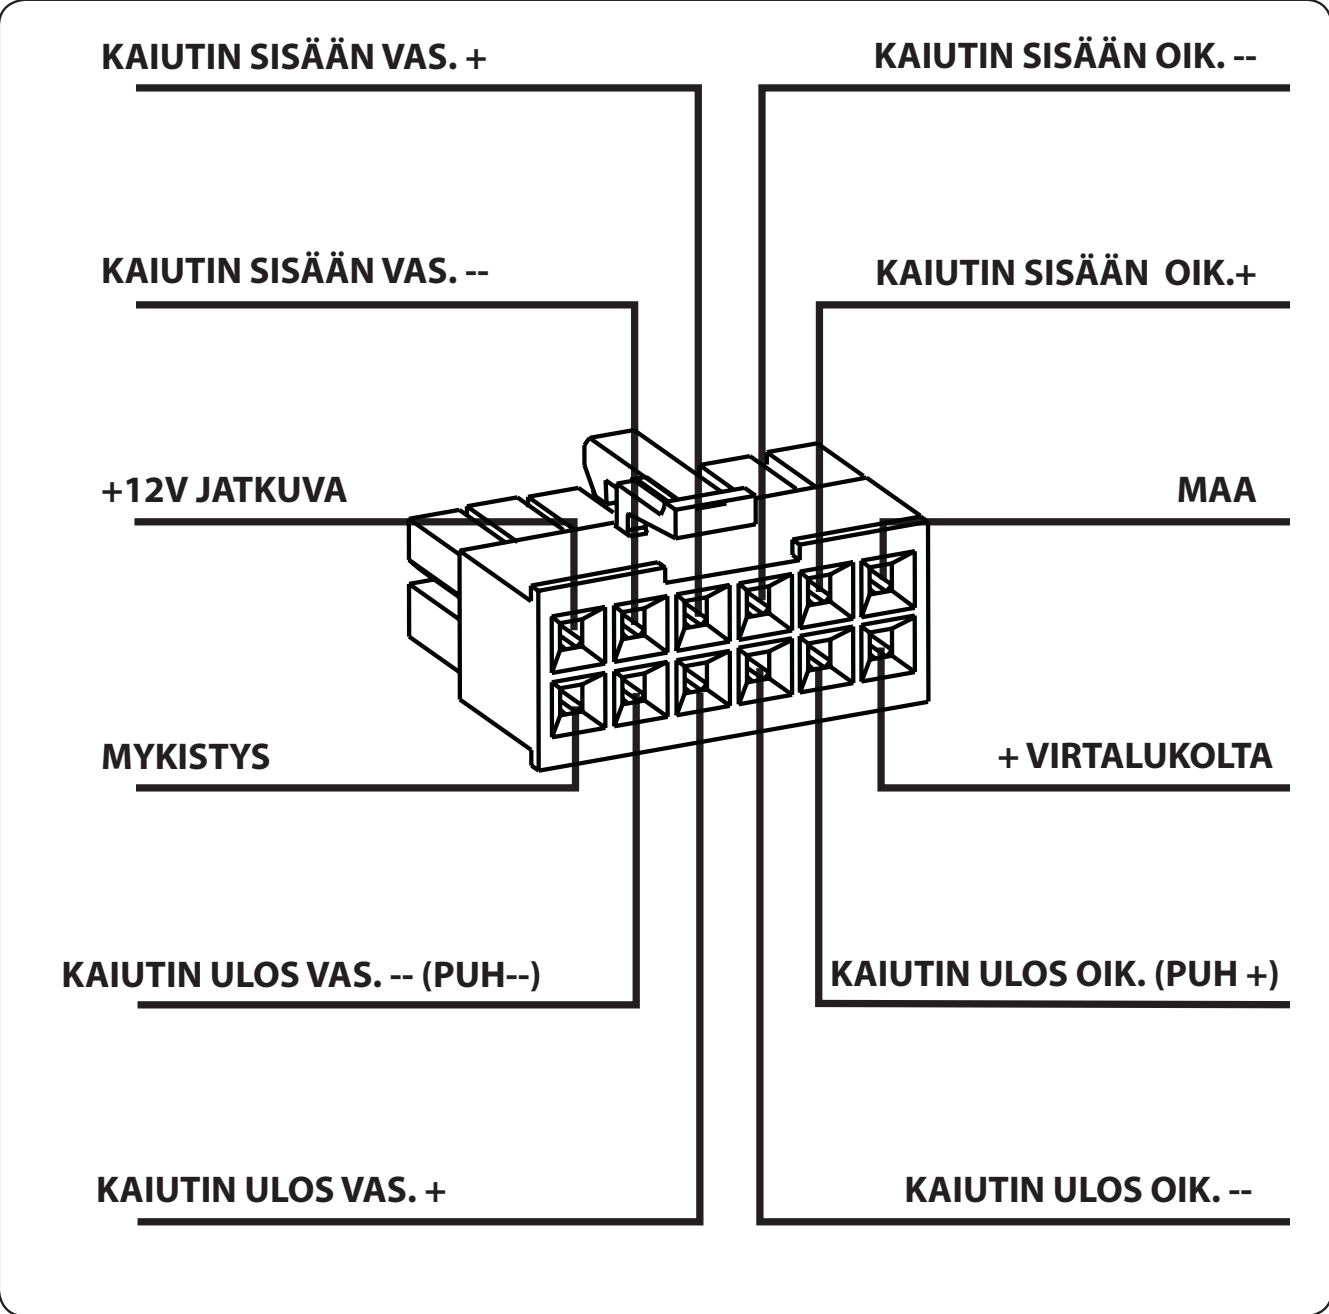 KAIUTIN SISÄÄN VAS. +
KAIUTIN SISÄÄN OIK. --
KAIUTIN SISÄÄN VAS. --
KAIUTIN SISÄÄN OIK.+
+12V JATKUVA
MAA
MYKISTYS
+ VIRTALUKOLTA
KAIUTIN ULOS VAS. -- (PUH--)
KAIUTIN ULOS OIK. (PUH +)
KAIUTIN ULOS VAS. +
KAIUTIN ULOS OIK. --